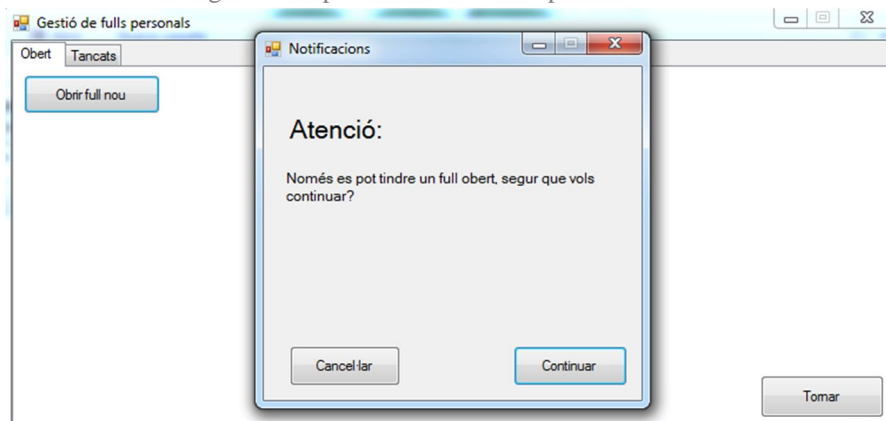 Gestió de fulls personals
Notificacions
Obert Tancats
Obrir full nou
Atenció:
Només es pot tindre un full obert, segur que vols
continuar?
Cancel·lar Continuar
Tornar